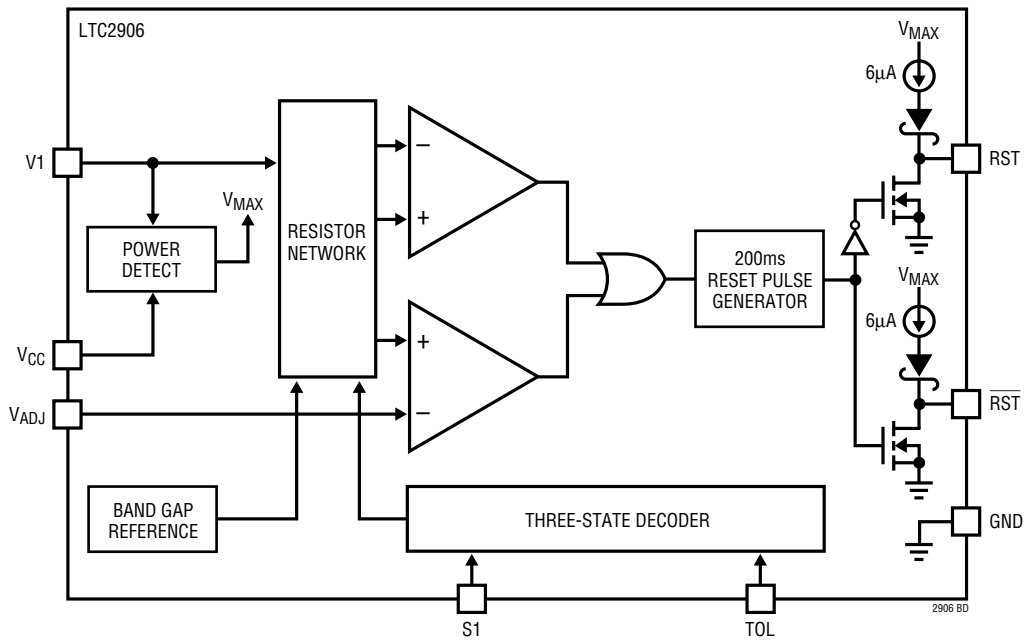 LTC2906
VMAX
6µA
V1
RST
−
+
VMAX
RESISTOR
NETWORK
POWER
DETECT
200ms
RESET PULSE
GENERATOR
VMAX
6µA
+
VCC
−
VADJ
RST
BAND GAP
REFERENCE
THREE-STATE DECODER
GND
2906 BD
S1
TOL